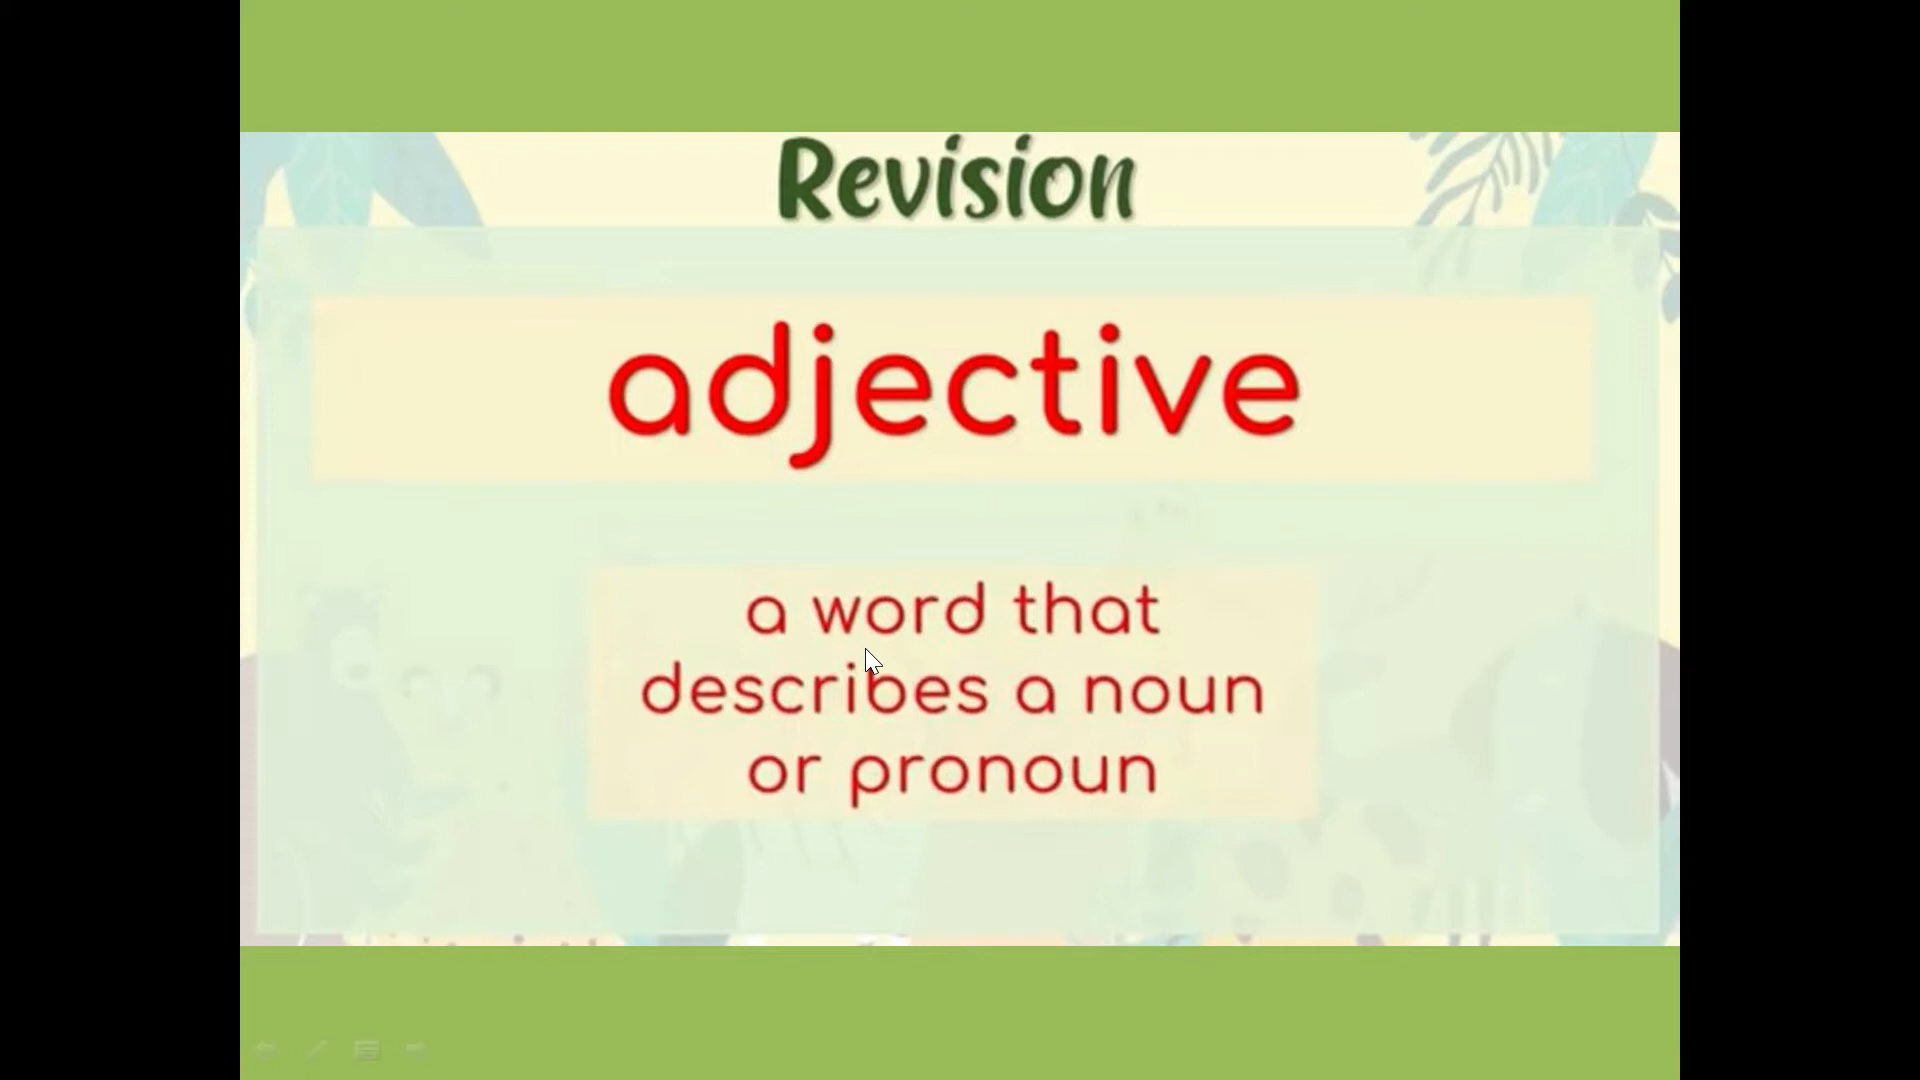 Revision
adjective
a word that
describes a noun
or pronoun